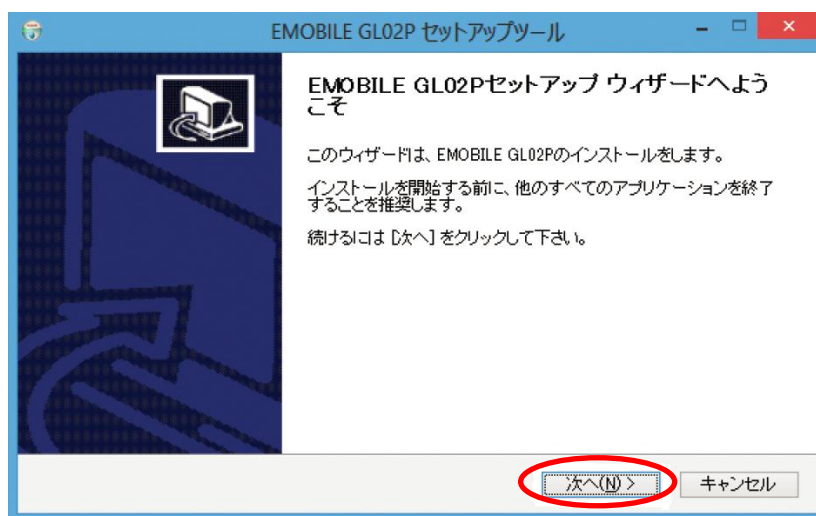 EMOBILE GL02P セットアップツール
EMOBILE GL02Pセットアップ ウィザードへよう
こそ
このウィザードは、EMOBILE GL02Pのインストールをします。
インストールを開始する前に、他のすべてのアプリケーションを終了
することを推奨します。
続けるには [次へ] をクリックして下さい。
次へ(N) >
キャンセル